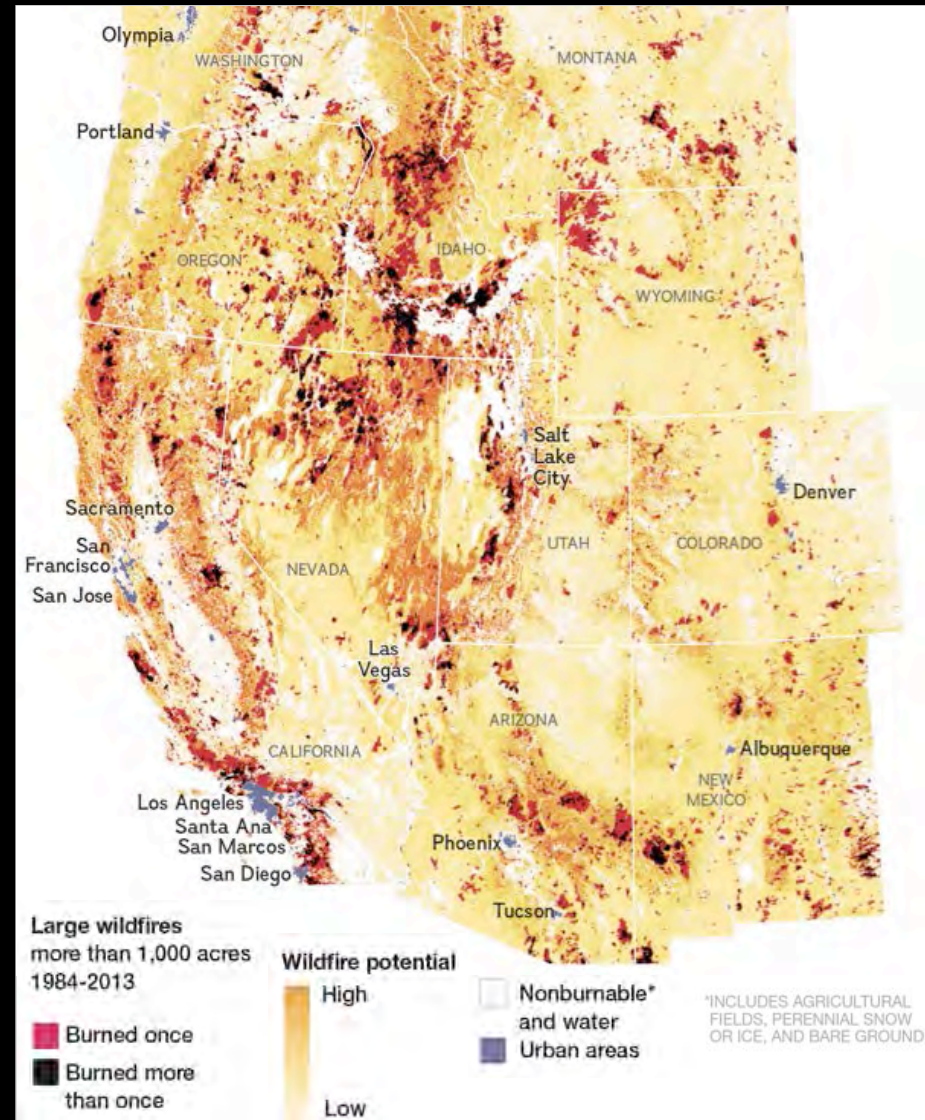 Olympia
WASHINGTON
MONTANA
Portland
OREGON
IDAHO
WYOMING
Salt
Lake
City
Denver
Sacramento
San
Francisco
San Jose
NEVADA
UTAH
COLORADO
Las
Vegas
CALIFORNIA
ARIZONA
Albuquerque
NEW
MEXICO
Los Angeles
Santa Ana
San Marcos
San Diego
Phoenix
Tucson
Large wildfires
more than 1,000 acres
1984-2013
Burned once
Burned more
than once
Wildfire potential
High
Low
Nonburnable*
and water
Urban areas
*INCLUDES AGRICULTURAL
FIELDS, PERENNIAL SNOW
OR ICE, AND BARE GROUND